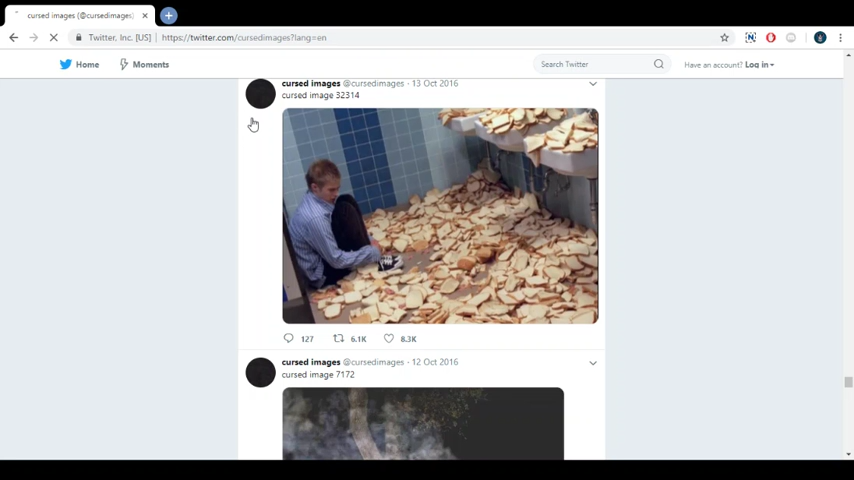 cursed images (@cursedimages)
Twitter, Inc. [US] https://twitter.com/cursedimages?lang=en
Home Moments Search Twitter Have an account? Log in
cursed images @cursedimages · 13 Oct 2016
cursed image 32314
127 6.1K 8.3K
cursed images @cursedimages · 12 Oct 2016
cursed image 7172